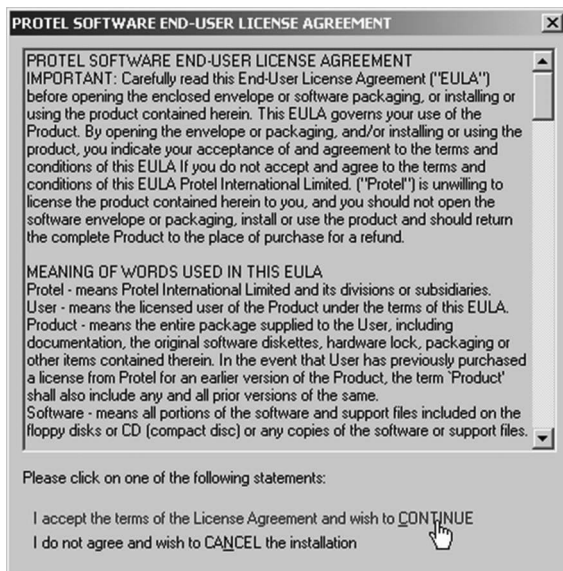 PROTEL SOFTWARE END-USER LICENSE AGREEMENT
PROTEL SOFTWARE END-USER LICENSE AGREEMENT
IMPORTANT: Carefully read this End-User License Agreement ("EULA")
before opening the enclosed envelope or software packaging, or installing or
using the product contained herein. This EULA governs your use of the
Product. By opening the envelope or packaging, and/or installing or using the
product, you indicate your acceptance of and agreement to the terms and
conditions of this EULA If you do not accept and agree to the terms and
conditions of this EULA Protel International Limited. ("Protel") is unwilling to
license the product contained herein to you, and you should not open the
software envelope or packaging, install or use the product and should return
the complete Product to the place of purchase for a refund.
MEANING OF WORDS USED IN THIS EULA
Protel - means Protel International Limited and its divisions or subsidiaries.
User - means the licensed user of the Product under the terms of this EULA.
Product - means the entire package supplied to the User, including
documentation, the original software diskettes, hardware lock, packaging or
other items contained therein. In the event that User has previously purchased
a license from Protel for an earlier version of the Product, the term `Product'
shall also include any and all prior versions of the same.
Software - means all portions of the software and support files included on the
floppy disks or CD (compact disc) or any copies of the software or support files.
Please click on one of the following statements:
I accept the terms of the License Agreement and wish to CONTINUE
I do not agree and wish to CANCEL the installation